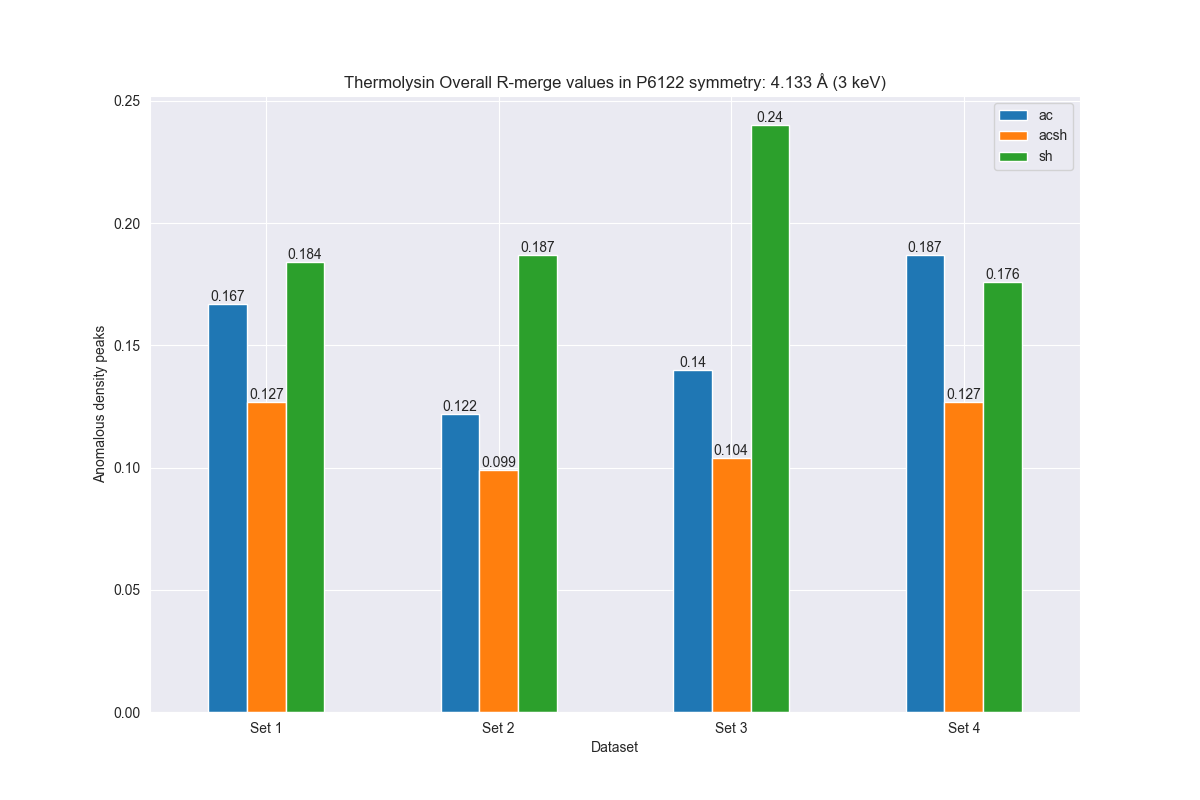 Thermolysin Overall R-merge values in P6122 symmetry: 4.133 Å (3 keV)
ac
acsh
sh
Anomalous density peaks
0.25
0.20
0.15
0.10
0.05
0.00
0.167
0.127
0.184
0.122
0.099
0.187
0.14
0.104
0.24
0.187
0.127
0.176
Set 1 Set 2 Set 3 Set 4
Dataset